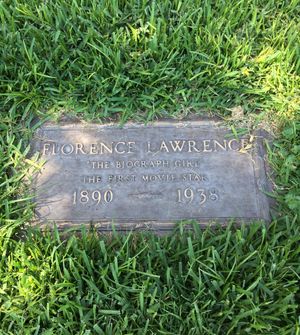 FLORENCE LAWRENCE
"THE BIOGRAPH GIRL"
THE FIRST MOVIE STAR
1890 1938